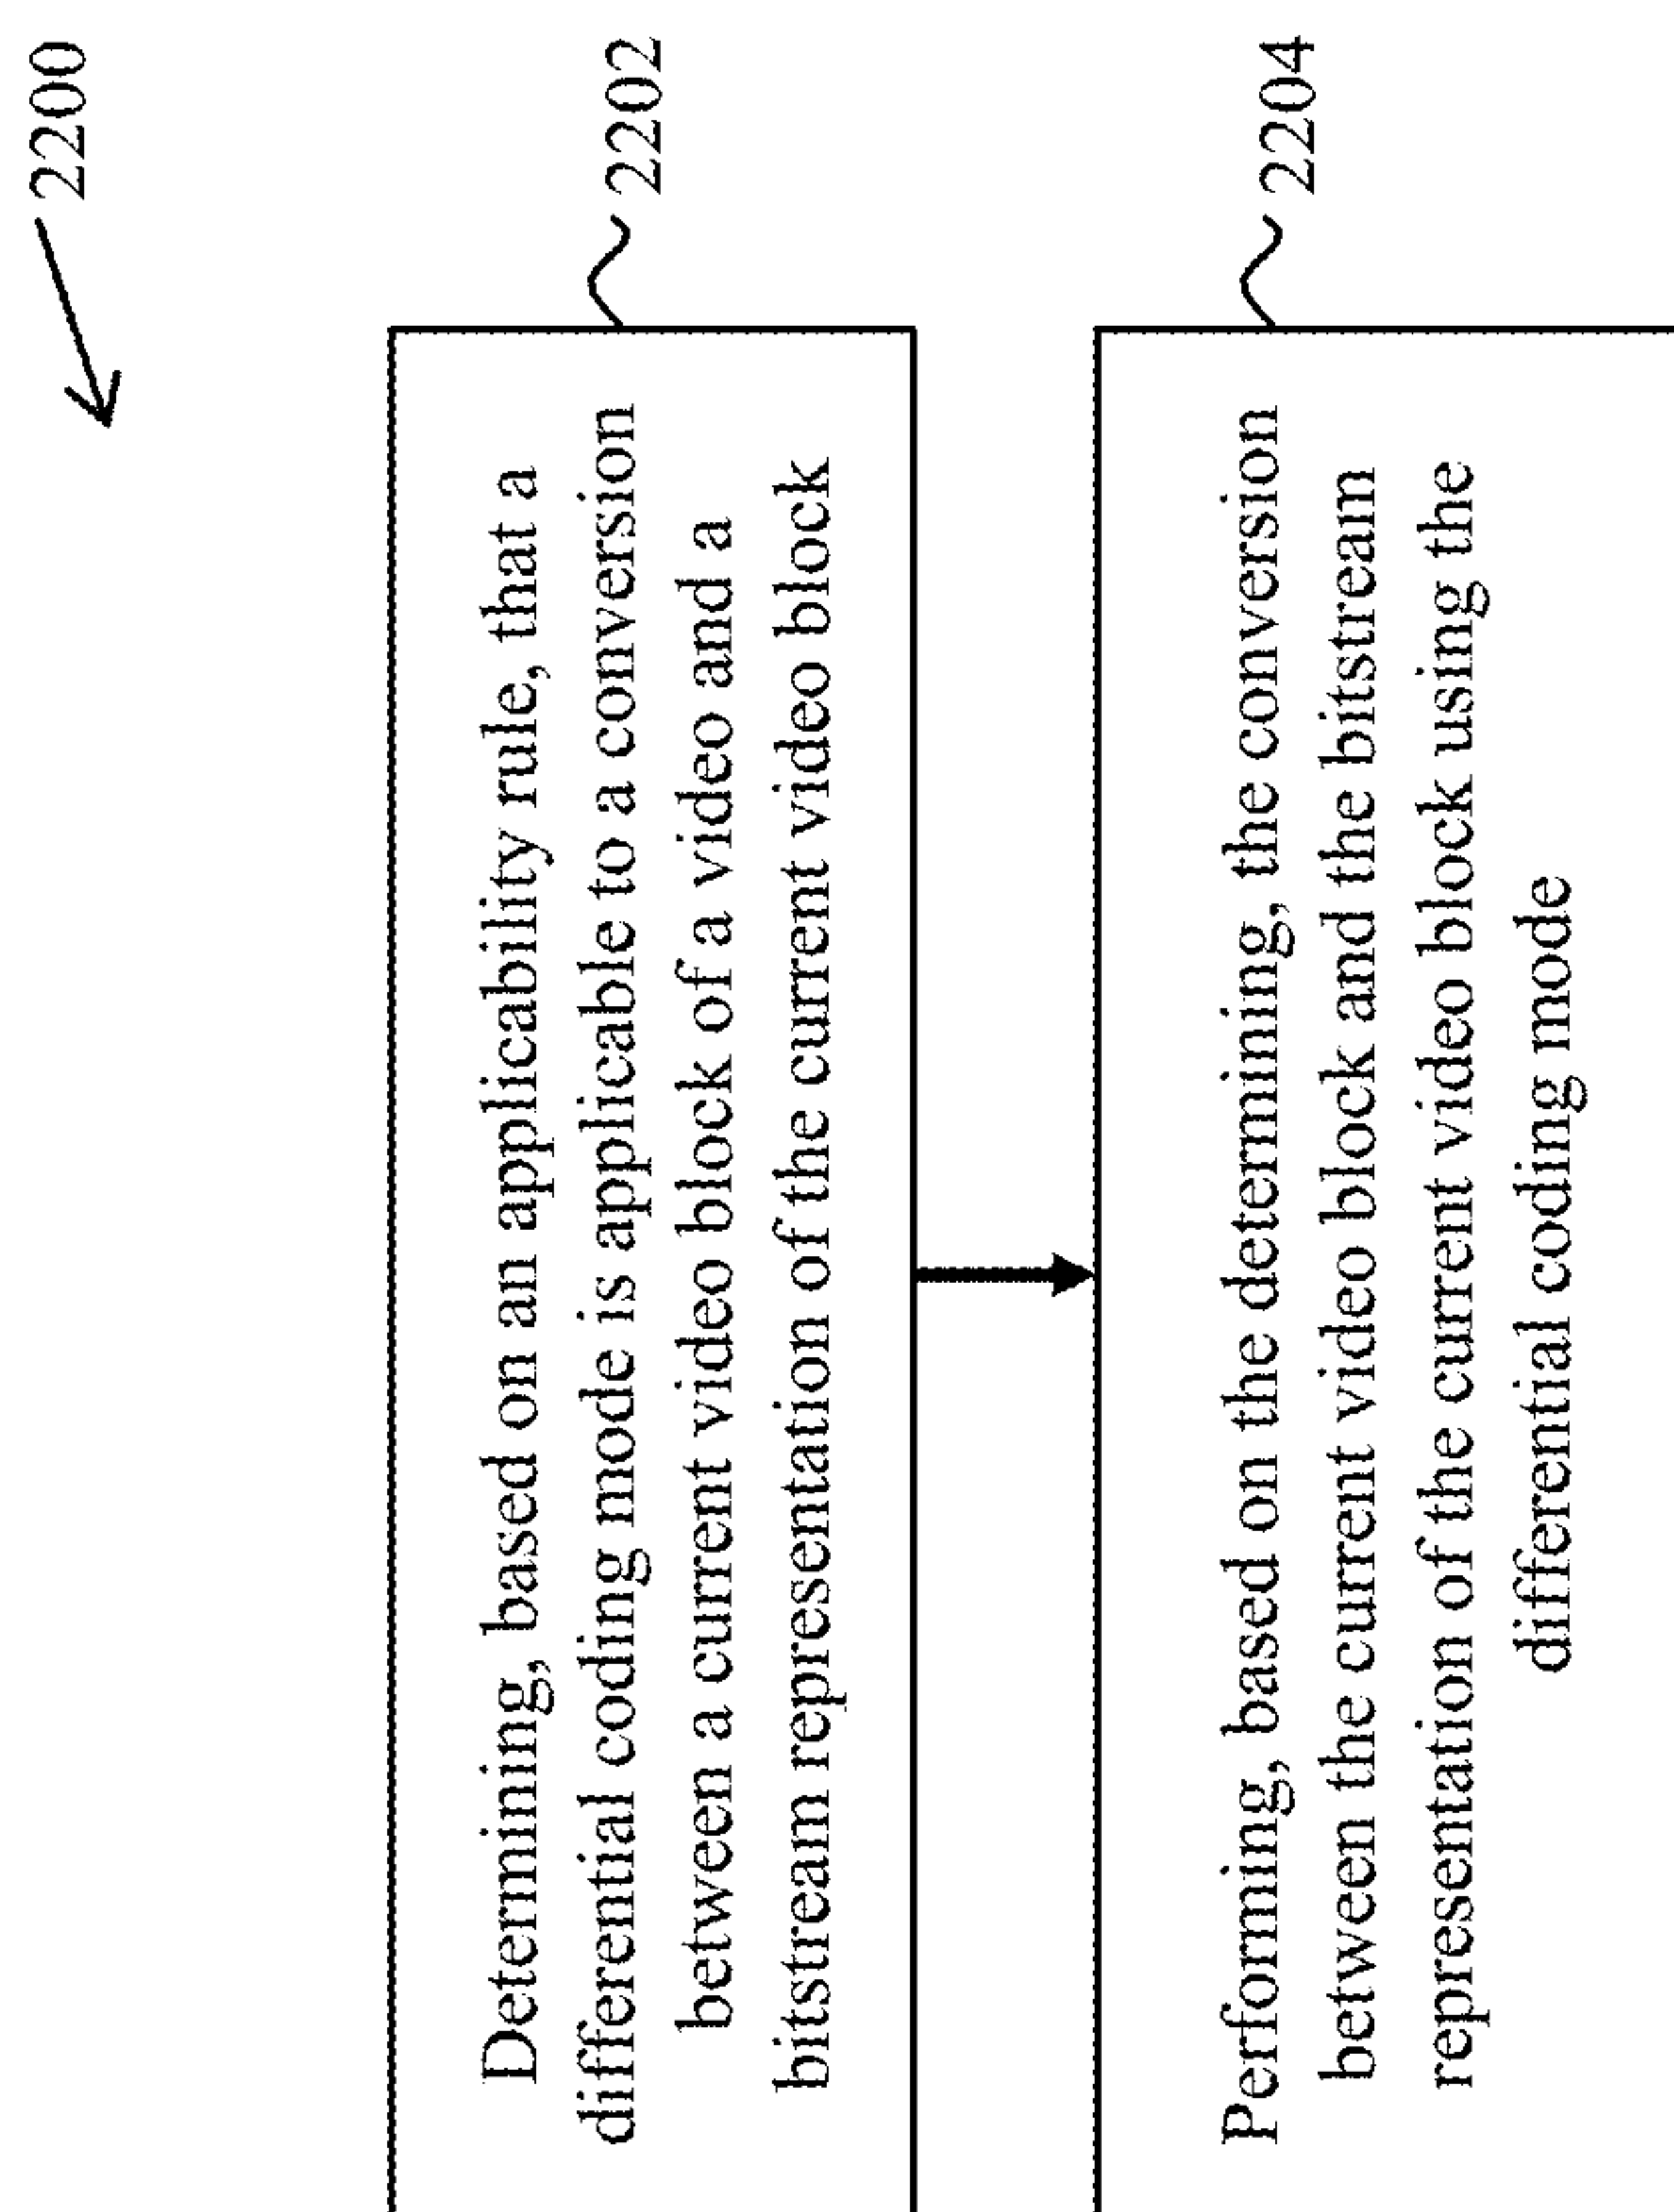 2200
Determining, based on an applicability rule, that a
differential coding mode is applicable to a conversion
between a current video block of a video and a
bitstream representation of the current video block
2202
Performing, based on the determining, the conversion
between the current video block and the bitstream
representation of the current video block using the
differential coding mode
2204